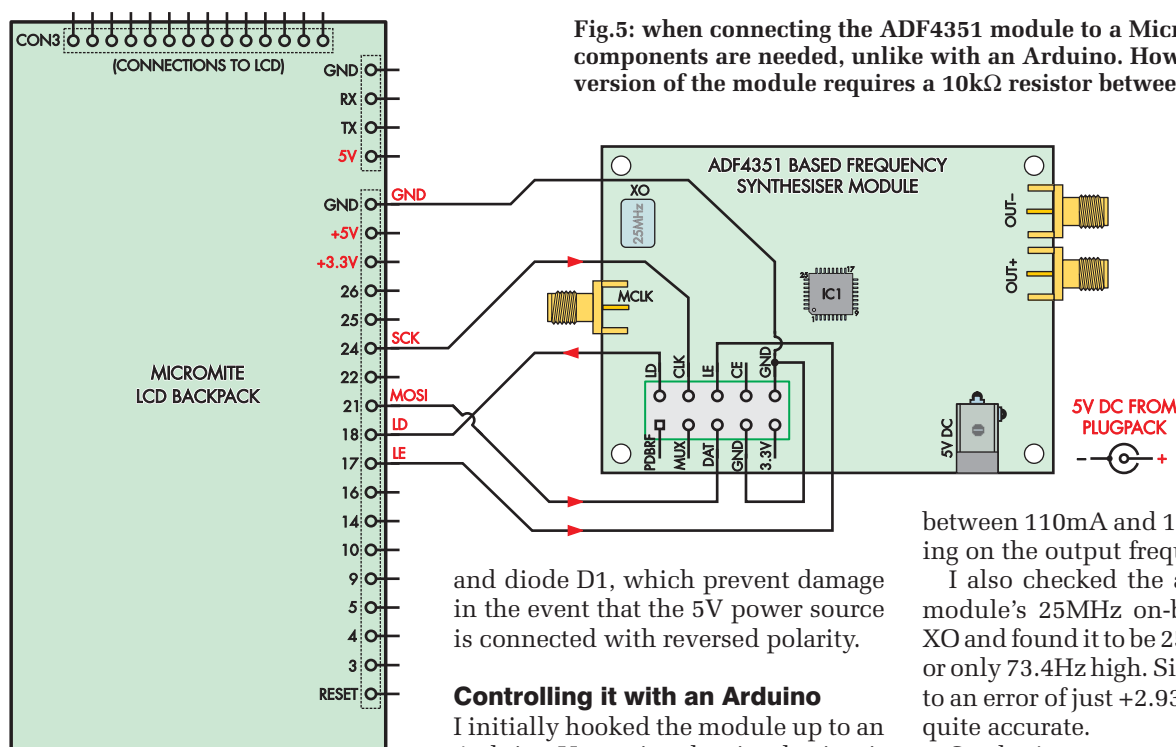 Fig.5: when connecting the ADF4351 module to a Micr
components are needed, unlike with an Arduino. How
version of the module requires a 10kΩ resistor betwee
CON3
(CONNECTIONS TO LCD)
GND
RX
TX
5V
GND
+5V
+3.3V
26
25
24
22
21
18
17
16
14
10
9
5
4
3
RESET
MICROMITE
LCD BACKPACK
GND
SCK
MOSI
LD
LE
ADF4351 BASED FREQUENCY
SYNTHESISER MODULE
XO
25MHz
MCLK
25
17
IC1
1
9
OUT–
OUT+
LD
CLK
LE
CE
GND
PDBRF
MUX
DAT
GND
3.3V
5V DC
5V DC FROM
PLUGPACK
– +
and diode D1, which prevent damage
in the event that the 5V power source
is connected with reversed polarity.
Controlling it with an Arduino
I initially hooked the module up to an
between 110mA and 1
ing on the output frequ
I also checked the a
module's 25MHz on-b
XO and found it to be 2
or only 73.4Hz high. Si
to an error of just +2.93
quite accurate.